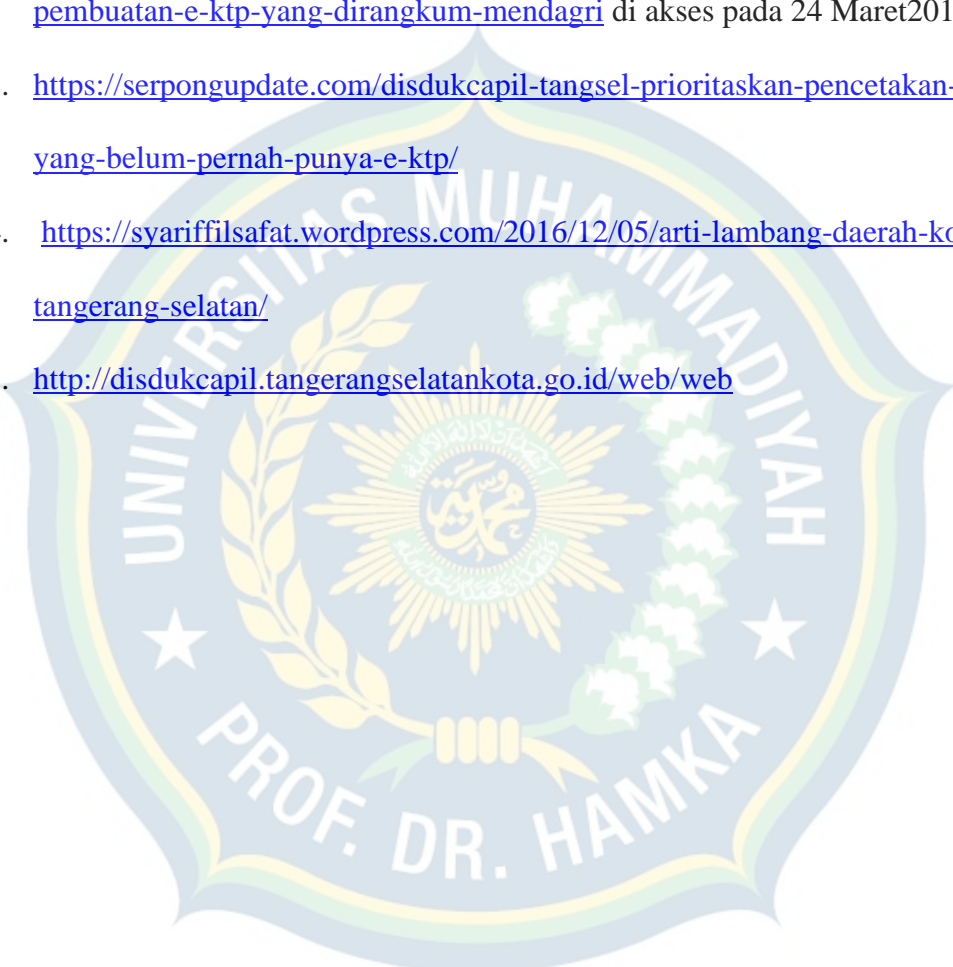 pembuatan-e-ktp-yang-dirangkum-mendagri di akses pada 24 Maret201
. https://serpongupdate.com/disdukcapil-tangsel-prioritaskan-pencetakan-
yang-belum-pernah-punya-e-ktp/
. https://syariffilsafat.wordpress.com/2016/12/05/arti-lambang-daerah-ko
tangerang-selatan/
. http://disdukcapil.tangerangselatankota.go.id/web/web
UNIVERSITAS MUHAMMADIYAH
PROF. DR. HAMKA